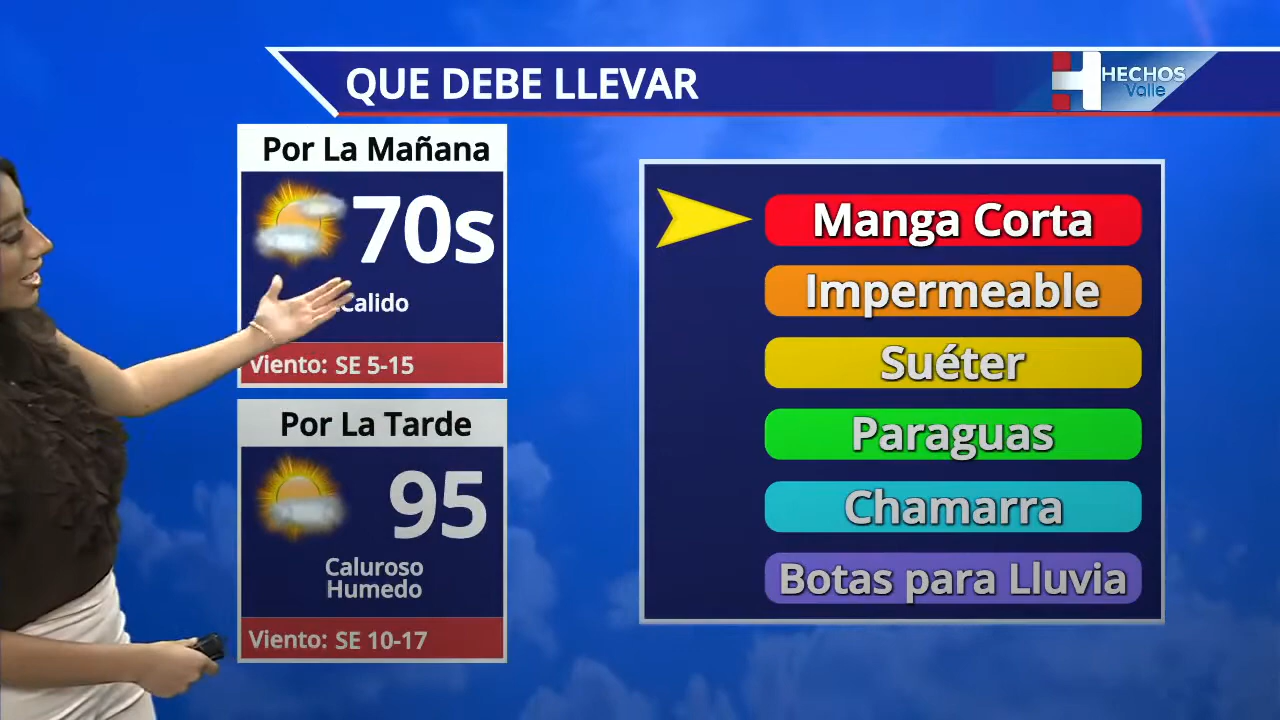 QUE DEBE LLEVAR
HECHOS
Valle
Por La Mañana
70s
Calido
Viento: SE 5-15
Por La Tarde
95
Caluroso
Humedo
Viento: SE 10-17
Manga Corta
Impermeable
Suéter
Paraguas
Chamarra
Botas para Lluvia